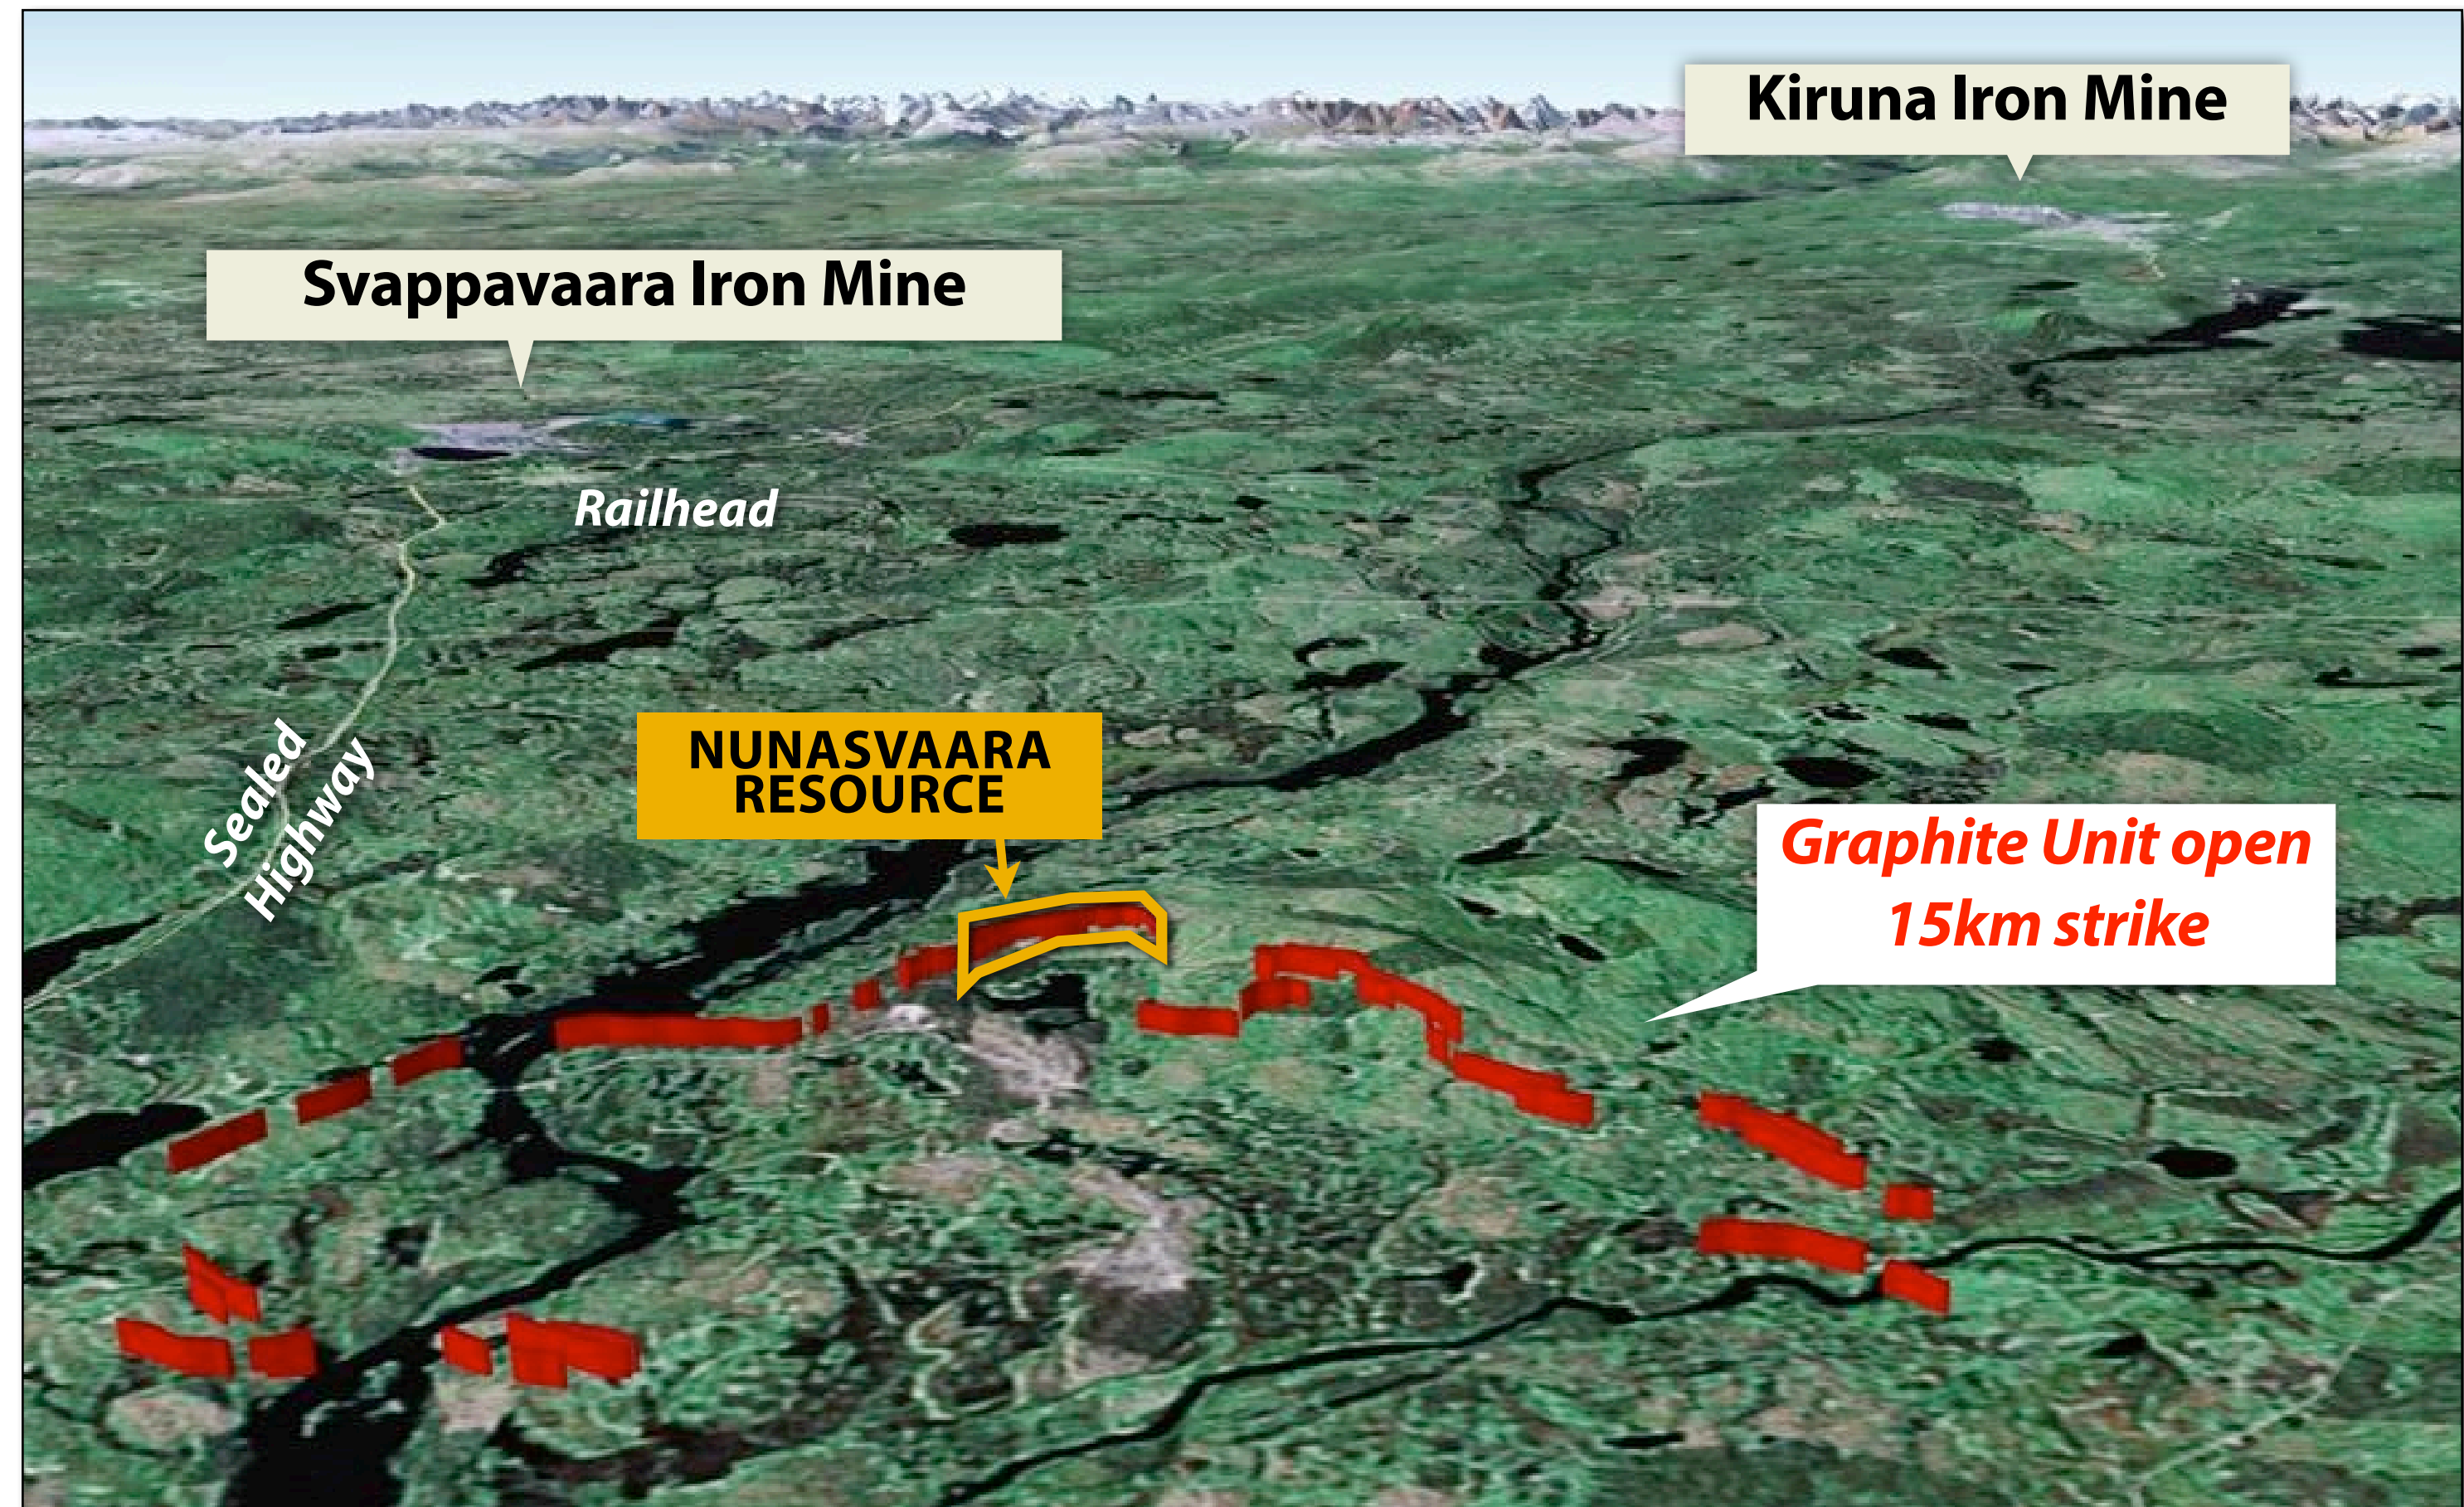 Kiruna Iron Mine
Svappavaara Iron Mine
Railhead
Sealed
Highway
NUNASVAARA
RESOURCE
Graphite Unit open
15km strike